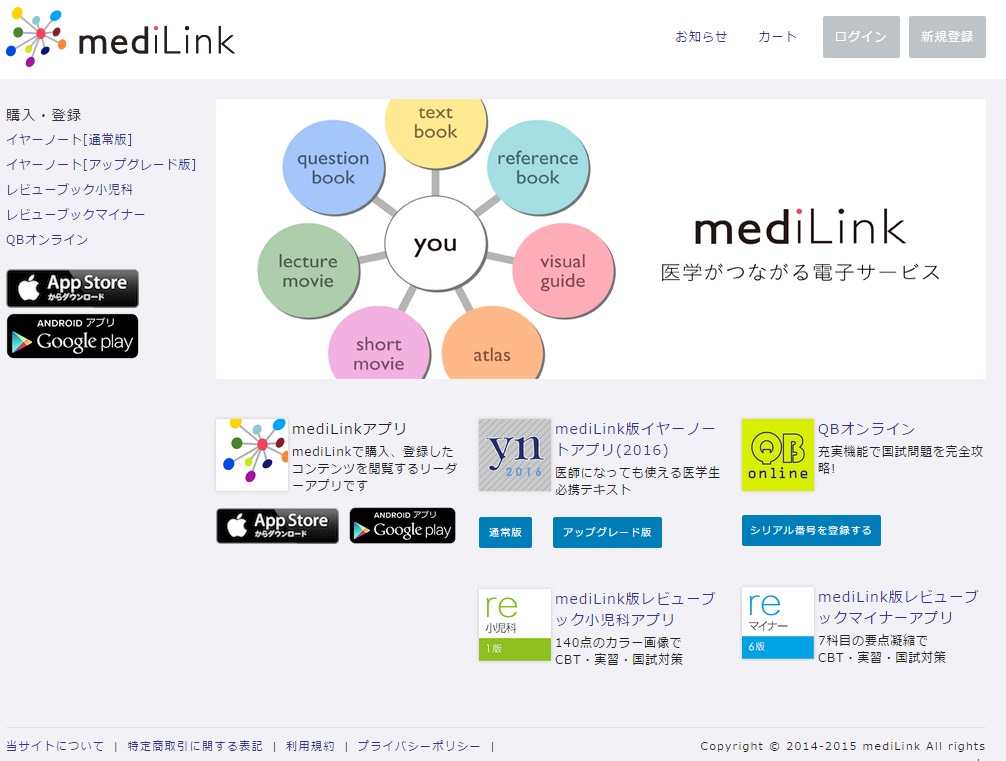 mediLink
お知らせ
カート
ログイン
新規登録
購入・登録
イヤーノート[通常版]
イヤーノート[アップグレード版]
レビューブック小児科
レビューブックマイナー
QBオンライン
App Store
からダウンロード
ANDROID アプリ
Google play
text
book
question
book
reference
book
you
lecture
movie
visual
guide
short
movie
atlas
mediLink
医学がつながる電子サービス
mediLinkアプリ
mediLinkで購入、登録した
コンテンツを閲覧するリーダ
ーアプリです
App Store
からダウンロード
ANDROID アプリ
Google play
yn
2016
mediLink版イヤーノー
トアプリ(2016)
医師になっても使える医学生
必携テキスト
通常版
アップグレード版
QB
online
QBオンライン
充実機能で国試問題を完全攻
略!
シリアル番号を登録する
re
小児科
1版
mediLink版レビューブ
ック小児科アプリ
140点のカラー画像で
CBT・実習・国試対策
re
マイナー
6版
mediLink版レビューブ
ックマイナーアプリ
7科目の要点凝縮で
CBT・実習・国試対策
当サイトについて | 特定商取引に関する表記 | 利用規約 | プライバシーポリシー |
Copyright © 2014-2015 mediLink All rights